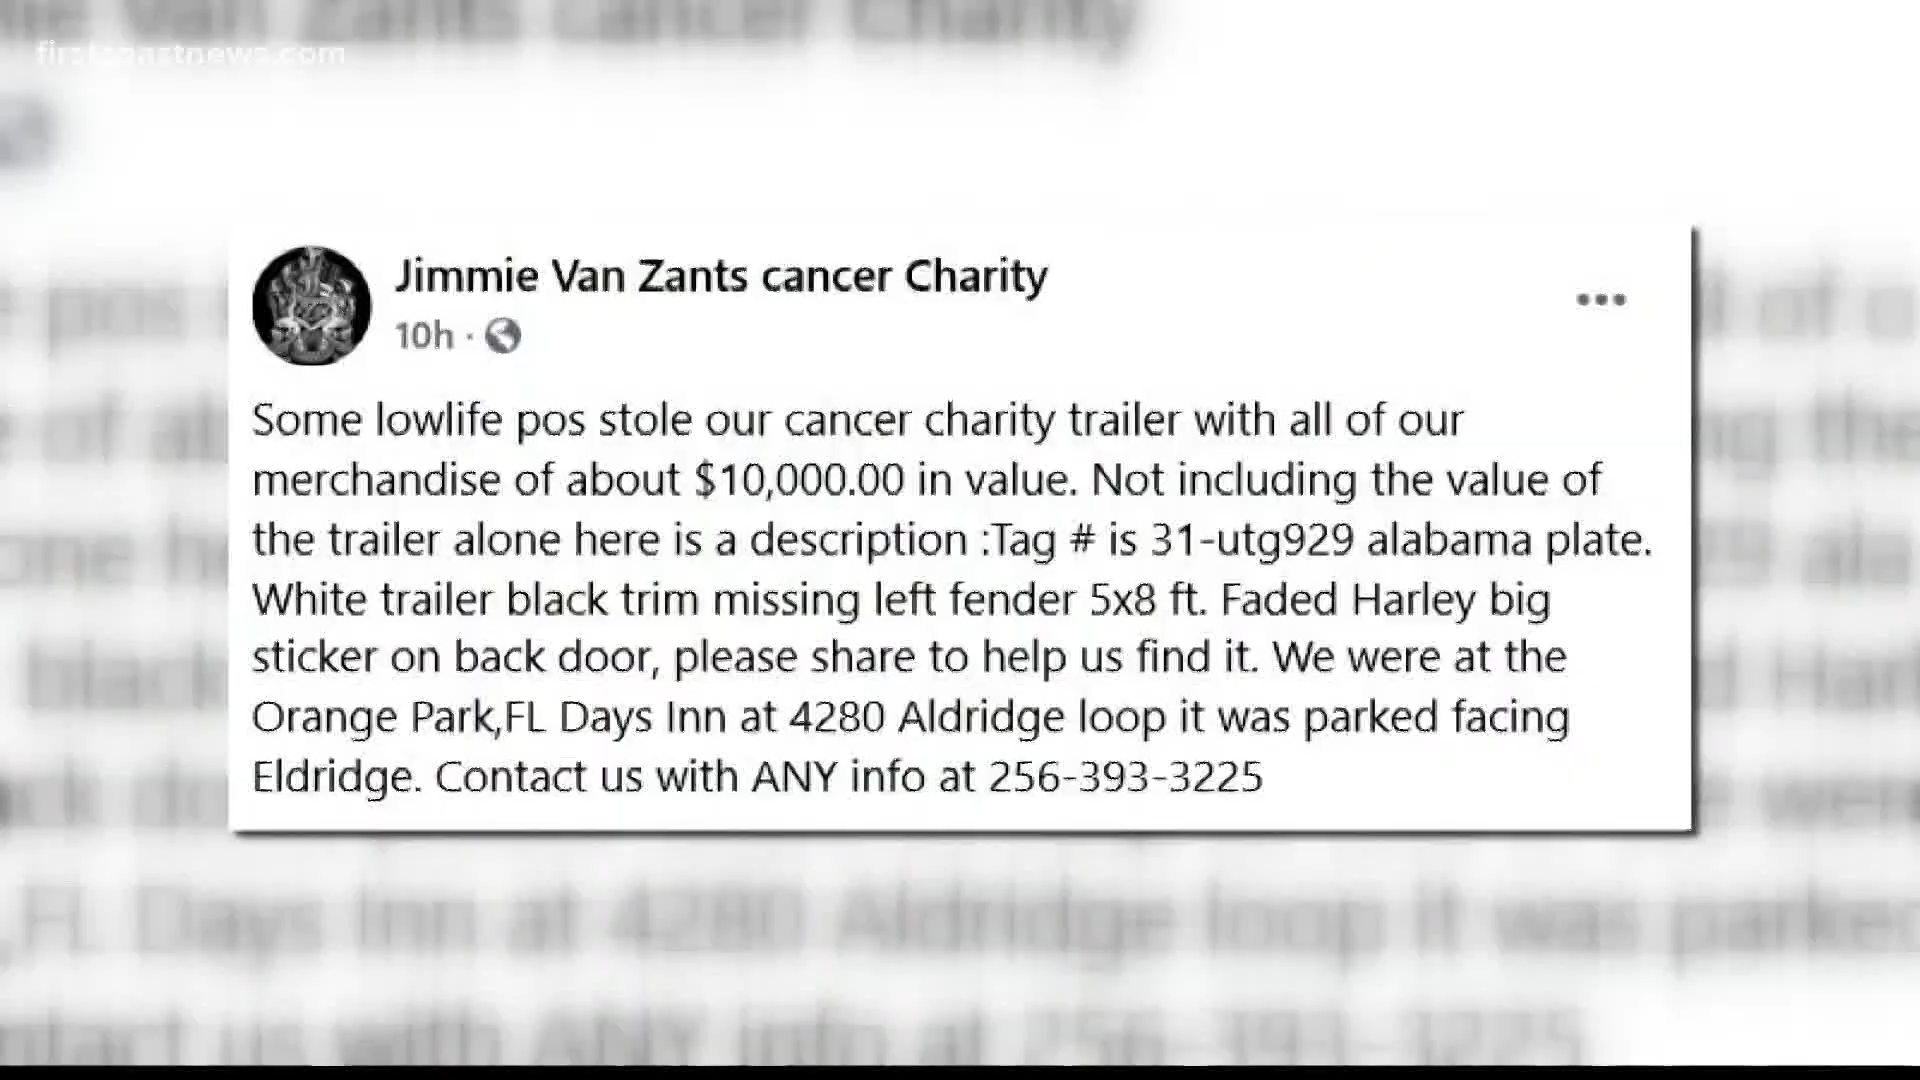 firstcoastnews.com
Jimmie Van Zants cancer Charity
10h ·
Some lowlife pos stole our cancer charity trailer with all of our
merchandise of about $10,000.00 in value. Not including the value of
the trailer alone here is a description :Tag # is 31-utg929 alabama plate.
White trailer black trim missing left fender 5x8 ft. Faded Harley big
sticker on back door, please share to help us find it. We were at the
Orange Park,FL Days Inn at 4280 Aldridge loop it was parked facing
Eldridge. Contact us with ANY info at 256-393-3225